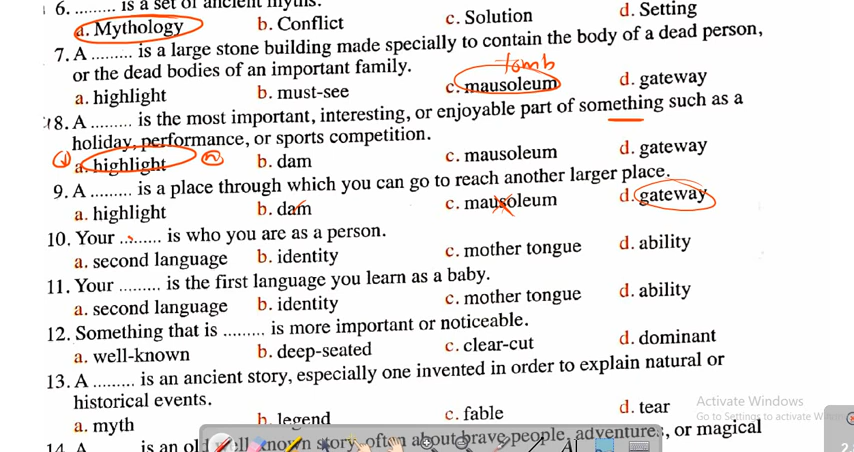 6. ......... is a set of ancient myths.
a. Mythology b. Conflict c. Solution d. Setting
7. A ......... is a large stone building made specially to contain the body of a dead person,
or the dead bodies of an important family.
tomb
a. highlight b. must-see c. mausoleum d. gateway
8. A ......... is the most important, interesting, or enjoyable part of something such as a
holiday, performance, or sports competition.
a. highlight b. dam c. mausoleum d. gateway
9. A ......... is a place through which you can go to reach another larger place.
a. highlight b. dam c. mausoleum d. gateway
10. Your ......... is who you are as a person.
a. second language b. identity c. mother tongue d. ability
11. Your ......... is the first language you learn as a baby.
a. second language b. identity c. mother tongue d. ability
12. Something that is ......... is more important or noticeable.
a. well-known b. deep-seated c. clear-cut d. dominant
13. A ......... is an ancient story, especially one invented in order to explain natural or
historical events.
Activate Windows
Go to Settings to activate
a. myth b. legend c. fable d. tear
is an old well known story, often about brave people, adventures, or magical